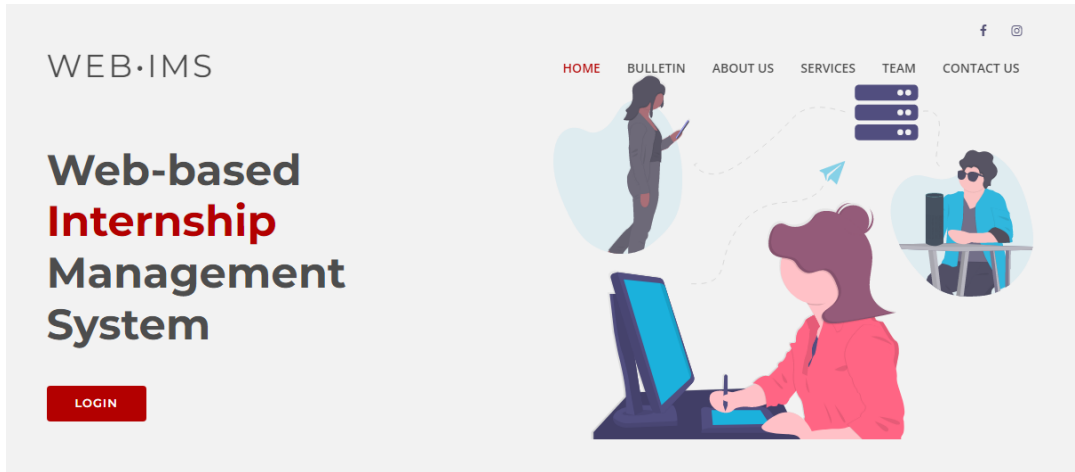 WEB·IMS
HOME BULLETIN ABOUT US SERVICES TEAM CONTACT US
Web-based
Internship
Management
System
LOGIN